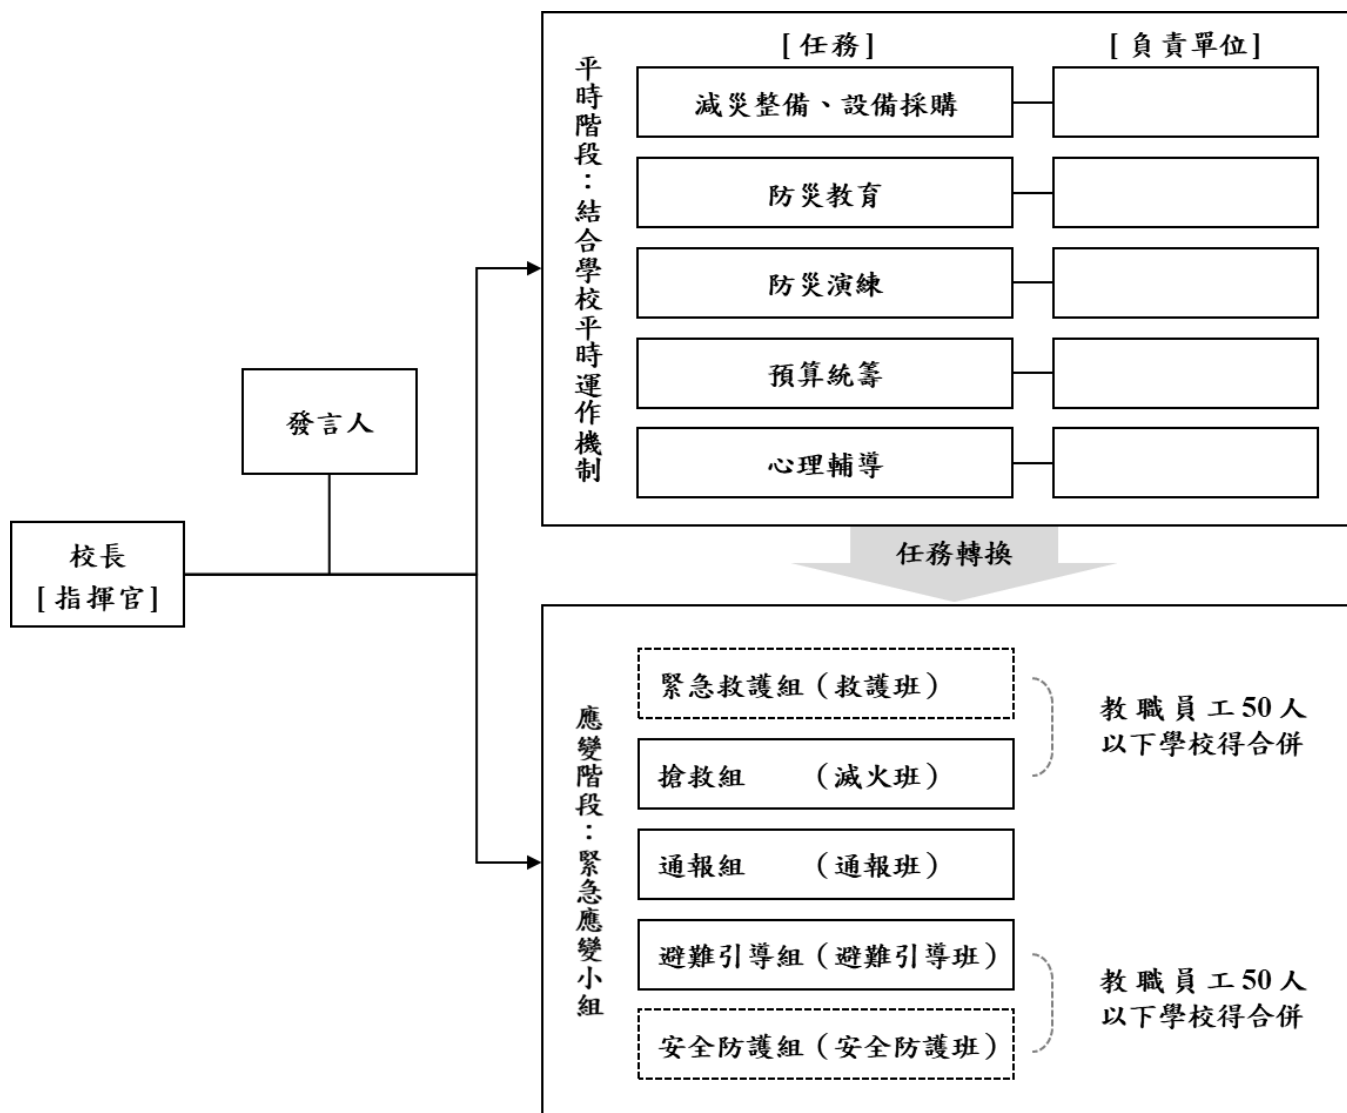 [任務]
[負責單位]
平時階段：結合學校平時運作機制
減災整備、設備採購
防災教育
防災演練
預算統籌
心理輔導
發言人
校長
[指揮官]
任務轉換
應變階段：緊急應變小組
緊急救護組（救護班）
搶救組　　（滅火班）
通報組　　（通報班）
避難引導組（避難引導班）
安全防護組（安全防護班）
教職員工50人
以下學校得合併
教職員工50人
以下學校得合併